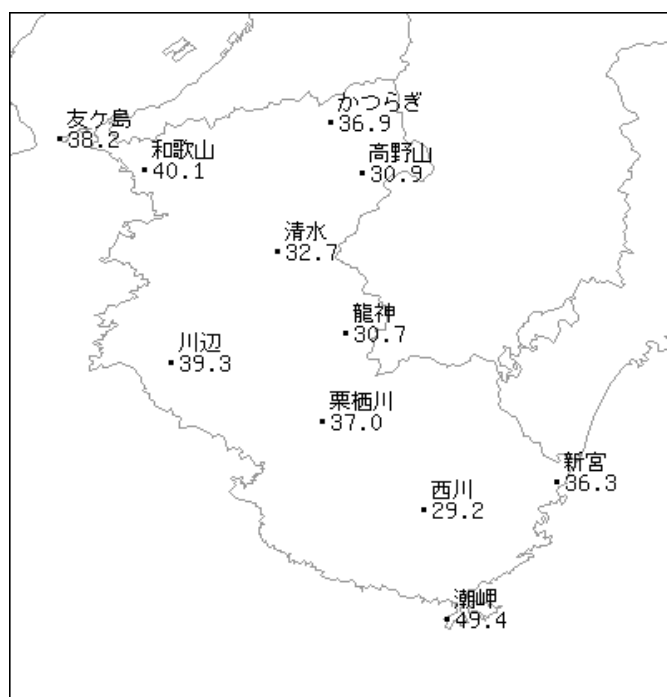 かつらぎ
36.9
友ケ島
38.2
和歌山
40.1
高野山
30.9
清水
32.7
龍神
30.7
川辺
39.3
栗栖川
37.0
新宮
36.3
西川
29.2
潮岬
49.4